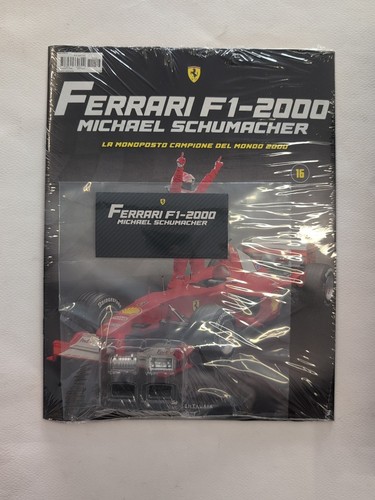 FERRARI F1-2000
MICHAEL SCHUMACHER
LA MONOPOSTO CAMPIONE DEL MONDO 2000
16
FERRARI F1-2000
MICHAEL SCHUMACHER